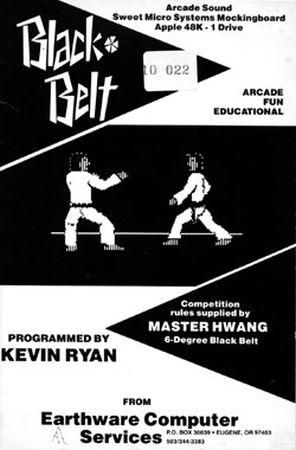 Arcade Sound
Sweet Micro Systems Mockingboard
Apple 48K - 1 Drive
Black
Belt
10 022
ARCADE
FUN
EDUCATIONAL
Competition
rules supplied by
MASTER HWANG
6-Degree Black Belt
PROGRAMMED BY
KEVIN RYAN
FROM
Earthware Computer
Services
P.O. BOX 30039 • EUGENE, OR 97403
503/344-3383